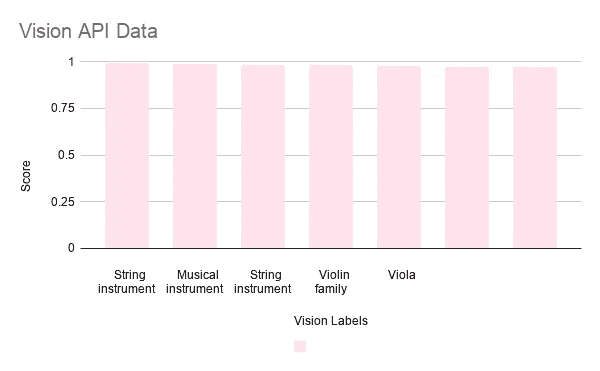 Vision API Data
1
0.75
0.5
0.25
0
Score
String Musical String Violin Viola
instrument instrument instrument family
Vision Labels